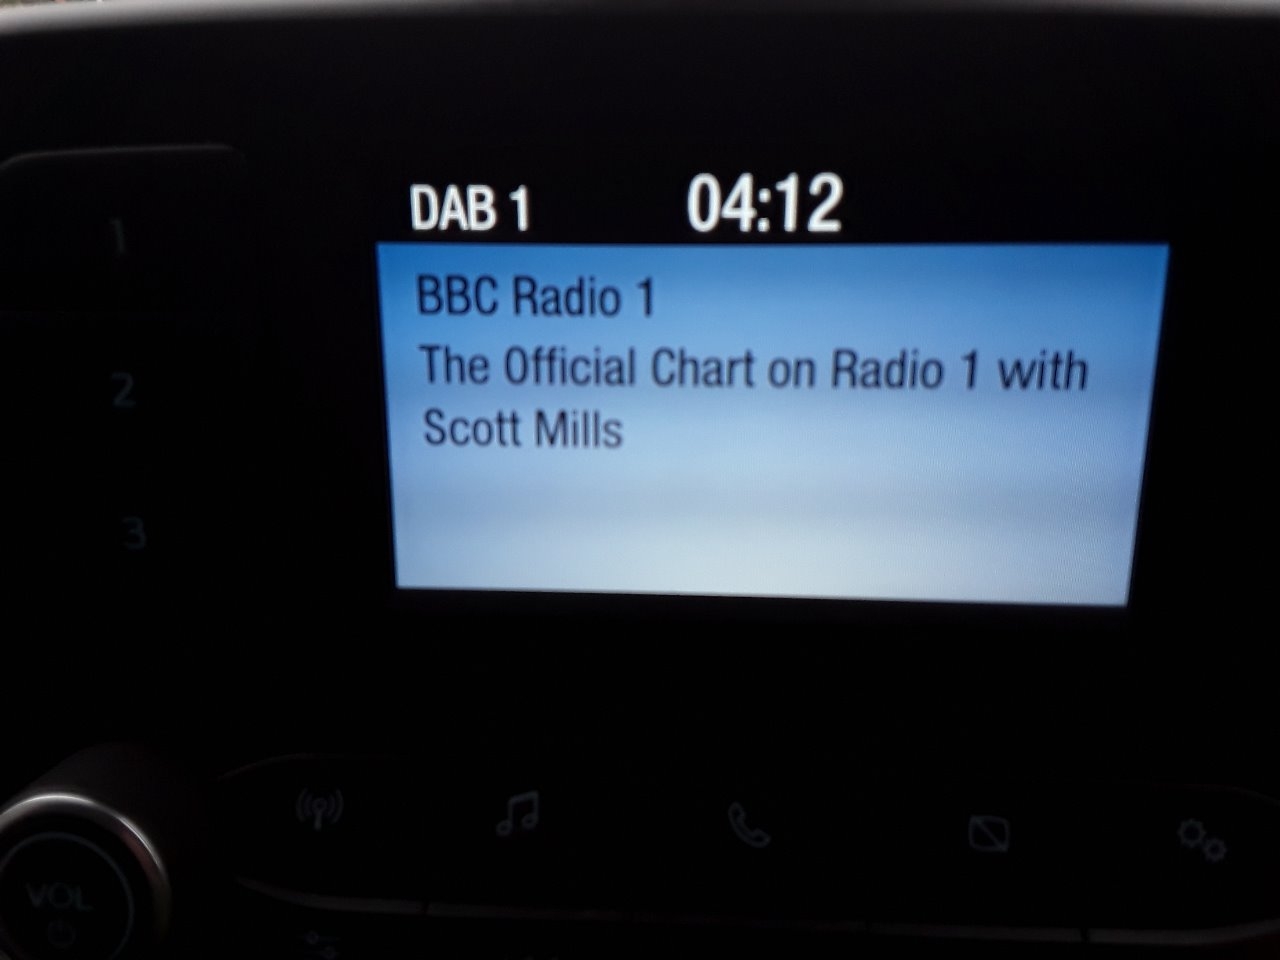 DAB 1 04:12
BBC Radio 1
The Official Chart on Radio 1 with
Scott Mills
1
2
3
VOL